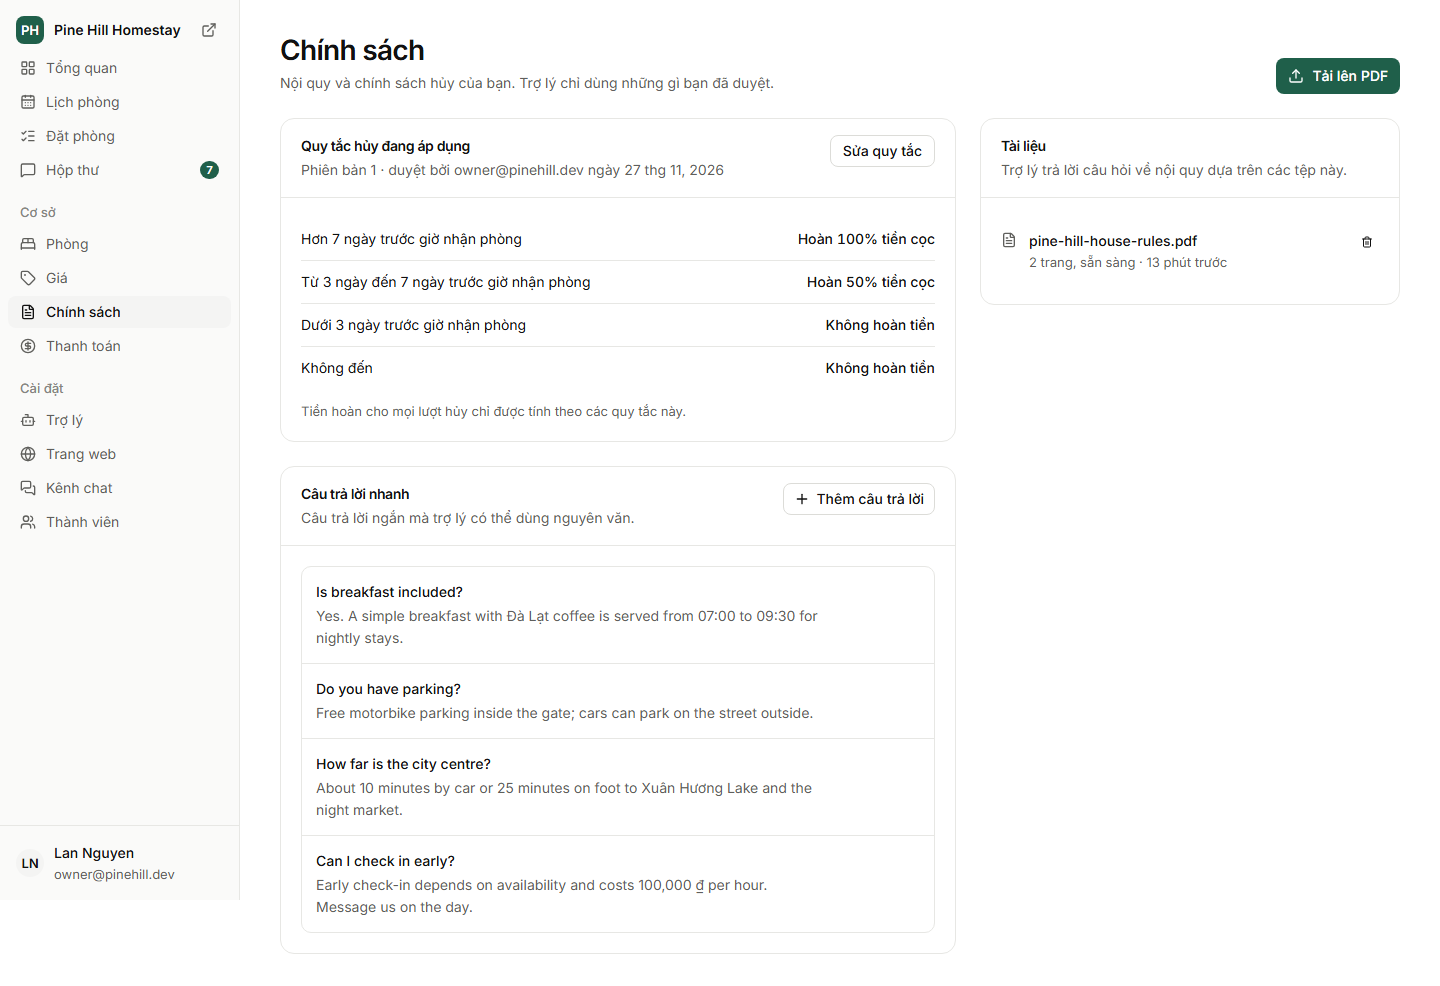 PH Pine Hill Homestay
Tổng quan
Lịch phòng
Đặt phòng
Hộp thư 7
Cơ sở
Phòng
Giá
Chính sách
Thanh toán
Cài đặt
Trợ lý
Trang web
Kênh chat
Thành viên
LN Lan Nguyen
owner@pinehill.dev
Chính sách
Nội quy và chính sách hủy của bạn. Trợ lý chỉ dùng những gì bạn đã duyệt.
Tải lên PDF
Quy tắc hủy đang áp dụng
Phiên bản 1 · duyệt bởi owner@pinehill.dev ngày 27 thg 11, 2026
Sửa quy tắc
Hơn 7 ngày trước giờ nhận phòng Hoàn 100% tiền cọc
Từ 3 ngày đến 7 ngày trước giờ nhận phòng Hoàn 50% tiền cọc
Dưới 3 ngày trước giờ nhận phòng Không hoàn tiền
Không đến Không hoàn tiền
Tiền hoàn cho mọi lượt hủy chỉ được tính theo các quy tắc này.
Câu trả lời nhanh
Câu trả lời ngắn mà trợ lý có thể dùng nguyên văn.
Thêm câu trả lời
Is breakfast included?
Yes. A simple breakfast with Đà Lạt coffee is served from 07:00 to 09:30 for
nightly stays.
Do you have parking?
Free motorbike parking inside the gate; cars can park on the street outside.
How far is the city centre?
About 10 minutes by car or 25 minutes on foot to Xuân Hương Lake and the
night market.
Can I check in early?
Early check-in depends on availability and costs 100,000 ₫ per hour.
Message us on the day.
Tài liệu
Trợ lý trả lời câu hỏi về nội quy dựa trên các tệp này.
pine-hill-house-rules.pdf
2 trang, sẵn sàng · 13 phút trước